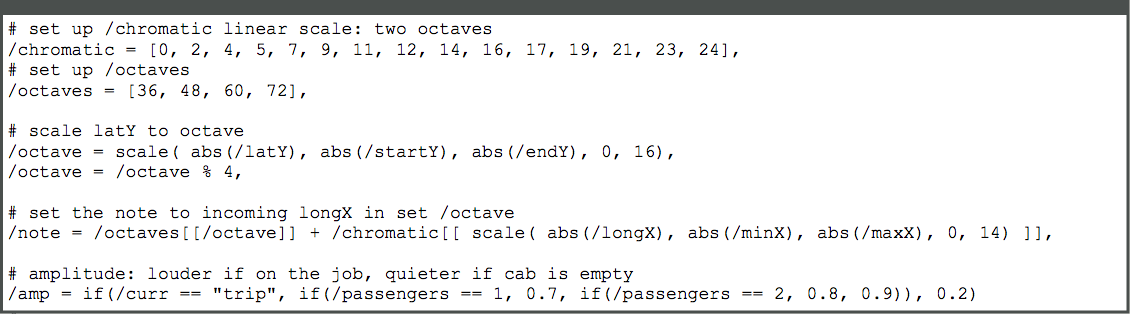 # set up /chromatic linear scale: two octaves
/chromatic = [0, 2, 4, 5, 7, 9, 11, 12, 14, 16, 17, 19, 21, 23, 24],
# set up /octaves
/octaves = [36, 48, 60, 72],
# scale latY to octave
/octave = scale( abs(/latY), abs(/startY), abs(/endY), 0, 16),
/octave = /octave % 4,
# set the note to incoming longX in set /octave
/note = /octaves[[/octave]] + /chromatic[[ scale( abs(/longX), abs(/minX), abs(/maxX), 0, 14) ]],
# amplitude: louder if on the job, quieter if cab is empty
/amp = if(/curr == "trip", if(/passengers == 1, 0.7, if(/passengers == 2, 0.8, 0.9)), 0.2)